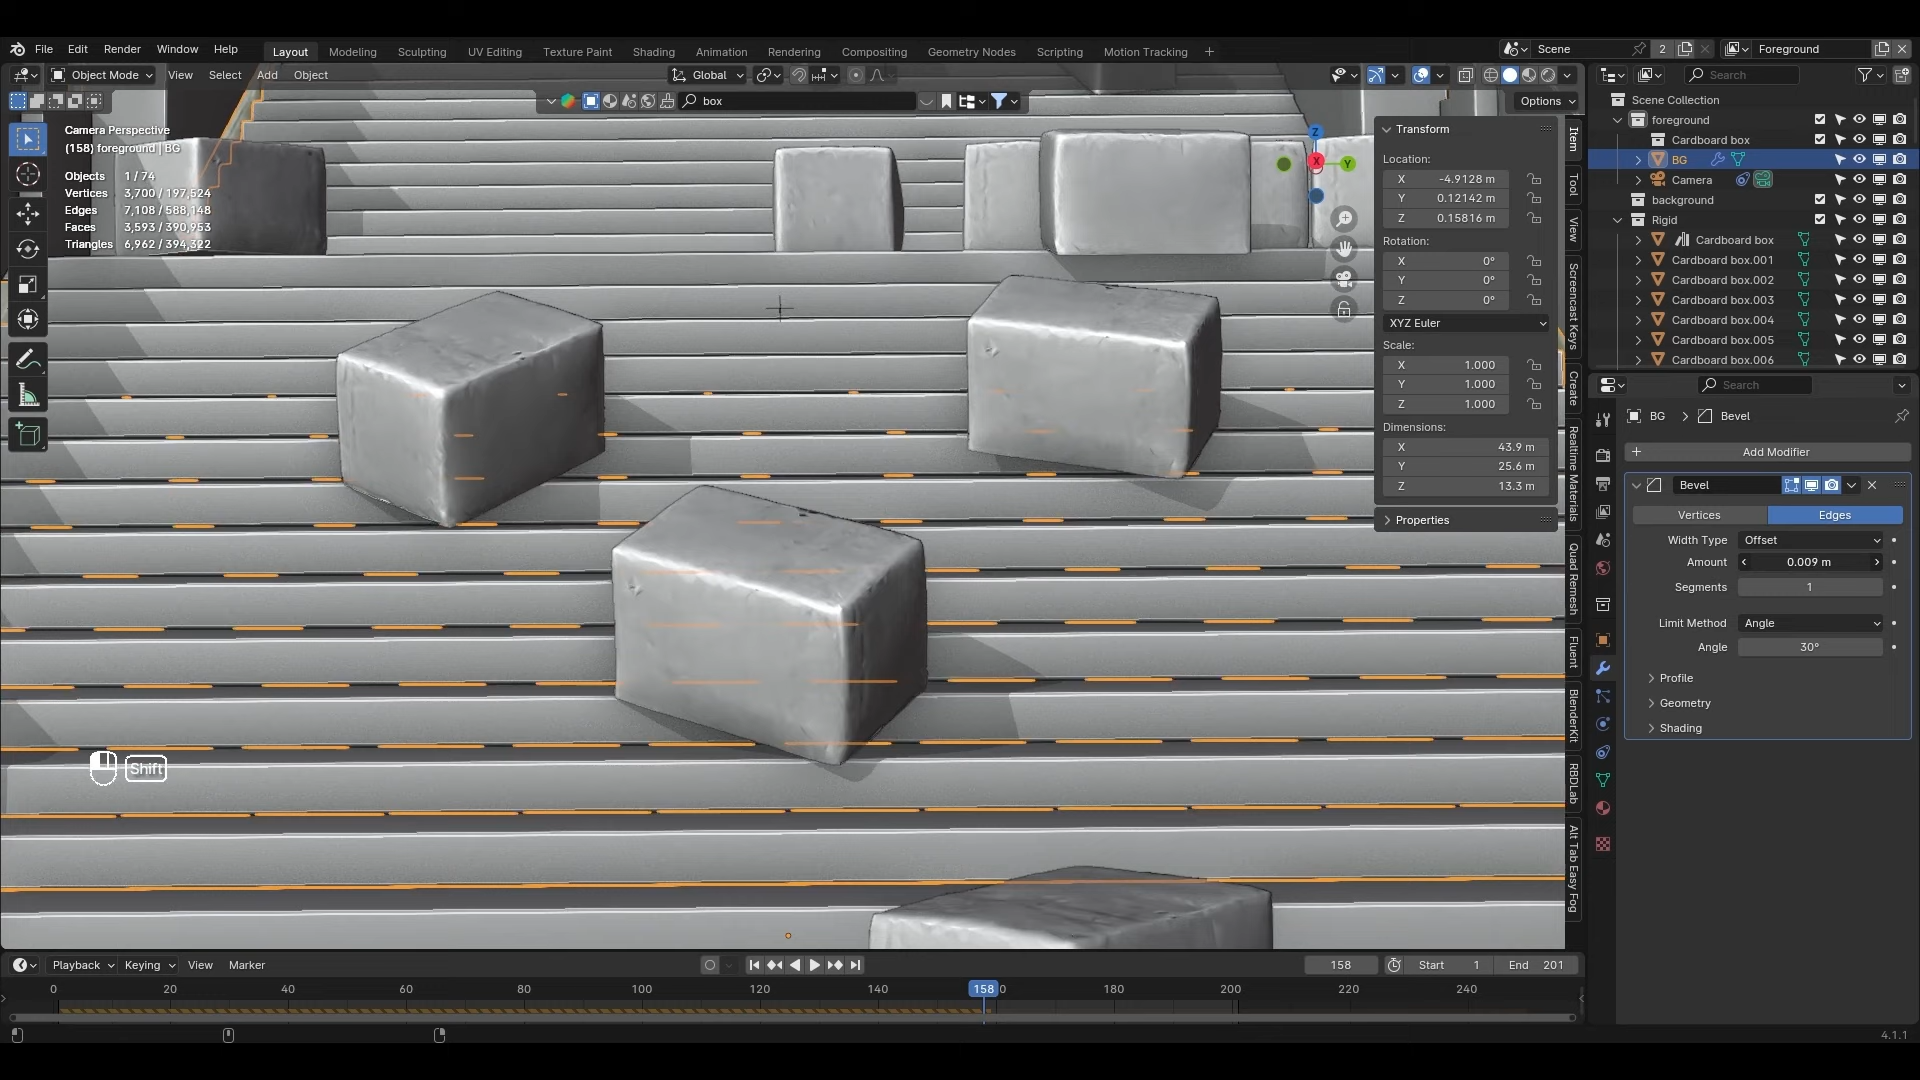 File Edit Render Window Help
Layout Modeling Sculpting UV Editing Texture Paint Shading Animation Rendering Compositing Geometry Nodes Scripting Motion Tracking +
Scene 2 Foreground
Object Mode View Select Add Object
Global
Search
box
Options
Camera Perspective
(158) foreground | BG
Objects 1 / 74
Vertices 3,700 / 197,524
Edges 7,108 / 588,148
Faces 3,593 / 390,953
Triangles 6,962 / 394,322
Z
X
Y
Transform
Location:
X -4.9128 m
Y 0.12142 m
Z 0.15816 m
Rotation:
X 0°
Y 0°
Z 0°
XYZ Euler
Scale:
X 1.000
Y 1.000
Z 1.000
Dimensions:
X 43.9 m
Y 25.6 m
Z 13.3 m
Properties
Item
Tool
View
Screencast Keys
Create
Realtime Materials
Quad Remesh
Fluent
BlenderKit
RBDLab
Alt Tab Easy Fog
Scene Collection
foreground
Cardboard box
BG
Camera
background
Rigid
Cardboard box
Cardboard box.001
Cardboard box.002
Cardboard box.003
Cardboard box.004
Cardboard box.005
Cardboard box.006
Search
BG > Bevel
+ Add Modifier
Bevel
Vertices Edges
Width Type Offset
Amount 0.009 m
Segments 1
Limit Method Angle
Angle 30°
Profile
Geometry
Shading
Shift
Playback Keying View Marker
158 Start 1 End 201
0 20 40 60 80 100 120 140 158 0 180 200 220 240
4.1.1